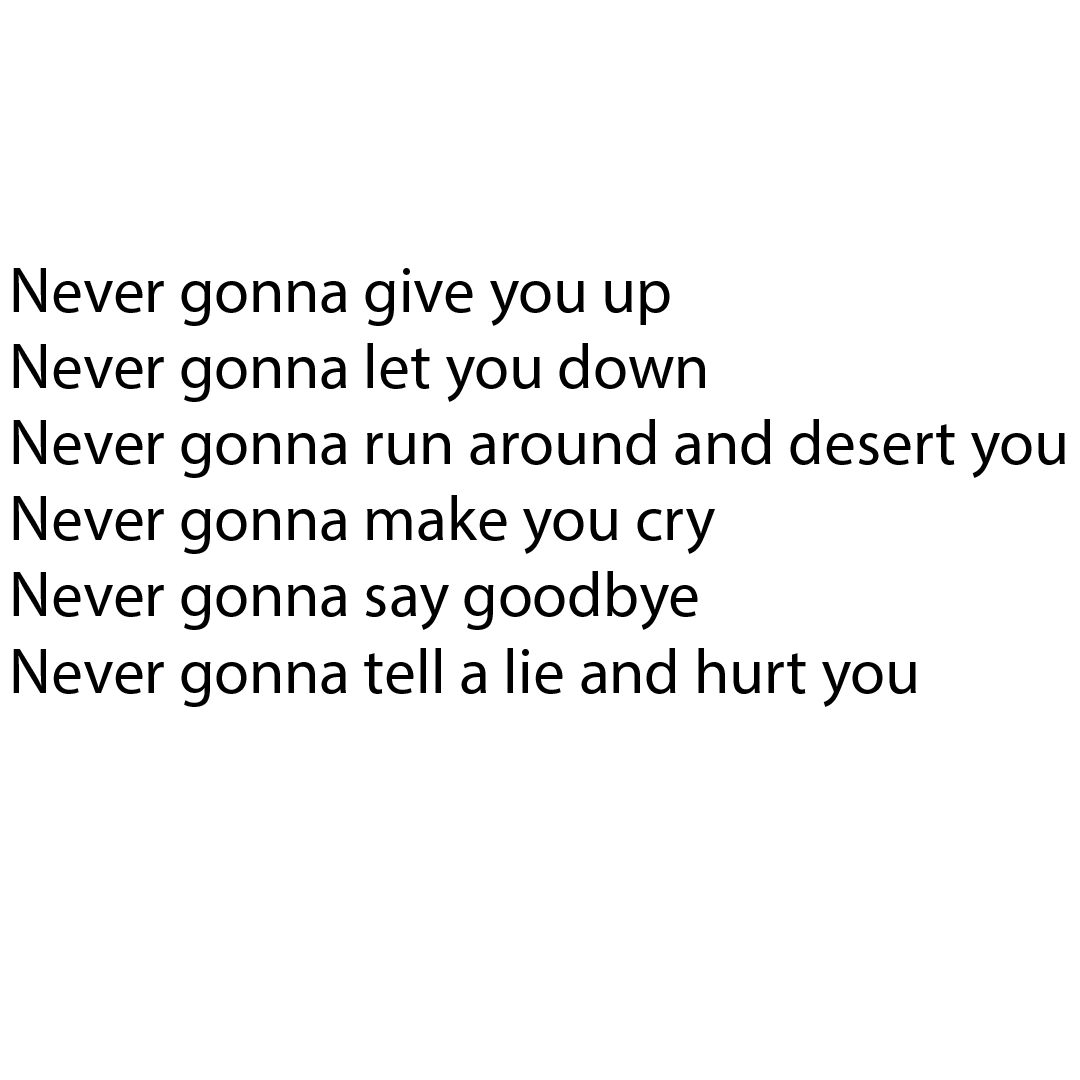 Never gonna give you up
Never gonna let you down
Never gonna run around and desert you
Never gonna make you cry
Never gonna say goodbye
Never gonna tell a lie and hurt you